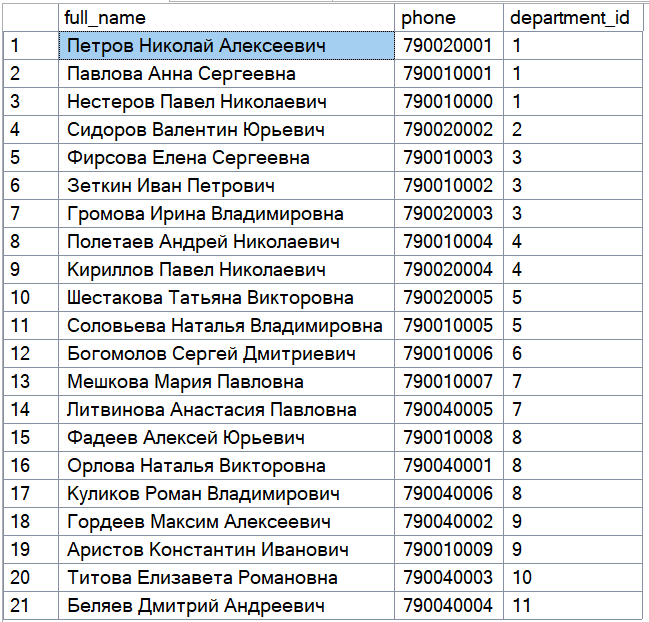 full_name phone department_id
1 Петров Николай Алексеевич 790020001 1
2 Павлова Анна Сергеевна 790010001 1
3 Нестеров Павел Николаевич 790010000 1
4 Сидоров Валентин Юрьевич 790020002 2
5 Фирсова Елена Сергеевна 790010003 3
6 Зеткин Иван Петрович 790010002 3
7 Громова Ирина Владимировна 790020003 3
8 Полетаев Андрей Николаевич 790010004 4
9 Кириллов Павел Николаевич 790020004 4
10 Шестакова Татьяна Викторовна 790020005 5
11 Соловьева Наталья Владимировна 790010005 5
12 Богомолов Сергей Дмитриевич 790010006 6
13 Мешкова Мария Павловна 790010007 7
14 Литвинова Анастасия Павловна 790040005 7
15 Фадеев Алексей Юрьевич 790010008 8
16 Орлова Наталья Викторовна 790040001 8
17 Куликов Роман Владимирович 790040006 8
18 Гордеев Максим Алексеевич 790040002 9
19 Аристов Константин Иванович 790010009 9
20 Титова Елизавета Романовна 790040003 10
21 Беляев Дмитрий Андреевич 790040004 11